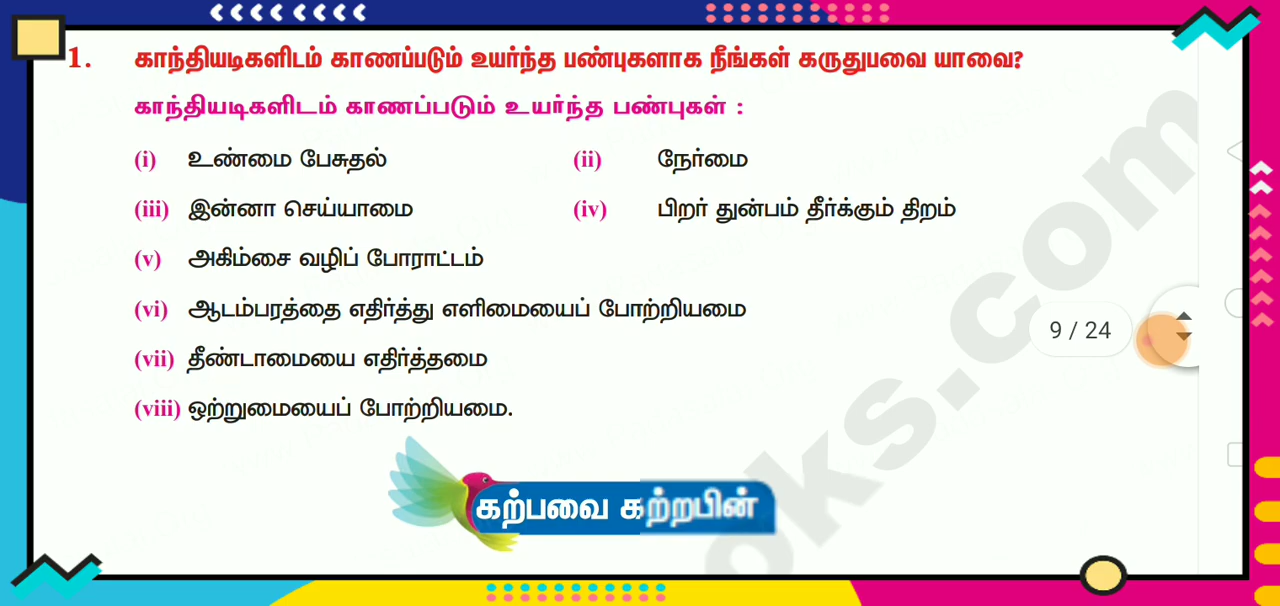 1. காந்தியடிகளிடம் காணப்படும் உயர்ந்த பண்புகளாக நீங்கள் கருதுபவை யாவை?
காந்தியடிகளிடம் காணப்படும் உயர்ந்த பண்புகள் :
(i) உண்மை பேசுதல் (ii) நேர்மை
(iii) இன்னா செய்யாமை (iv) பிறர் துன்பம் தீர்க்கும் திறம்
(v) அகிம்சை வழிப் போராட்டம்
(vi) ஆடம்பரத்தை எதிர்த்து எளிமையைப் போற்றியமை
9 / 24
(vii) தீண்டாமையை எதிர்த்தமை
(viii) ஒற்றுமையைப் போற்றியமை.
கற்பவை கற்றபின்
oks.com